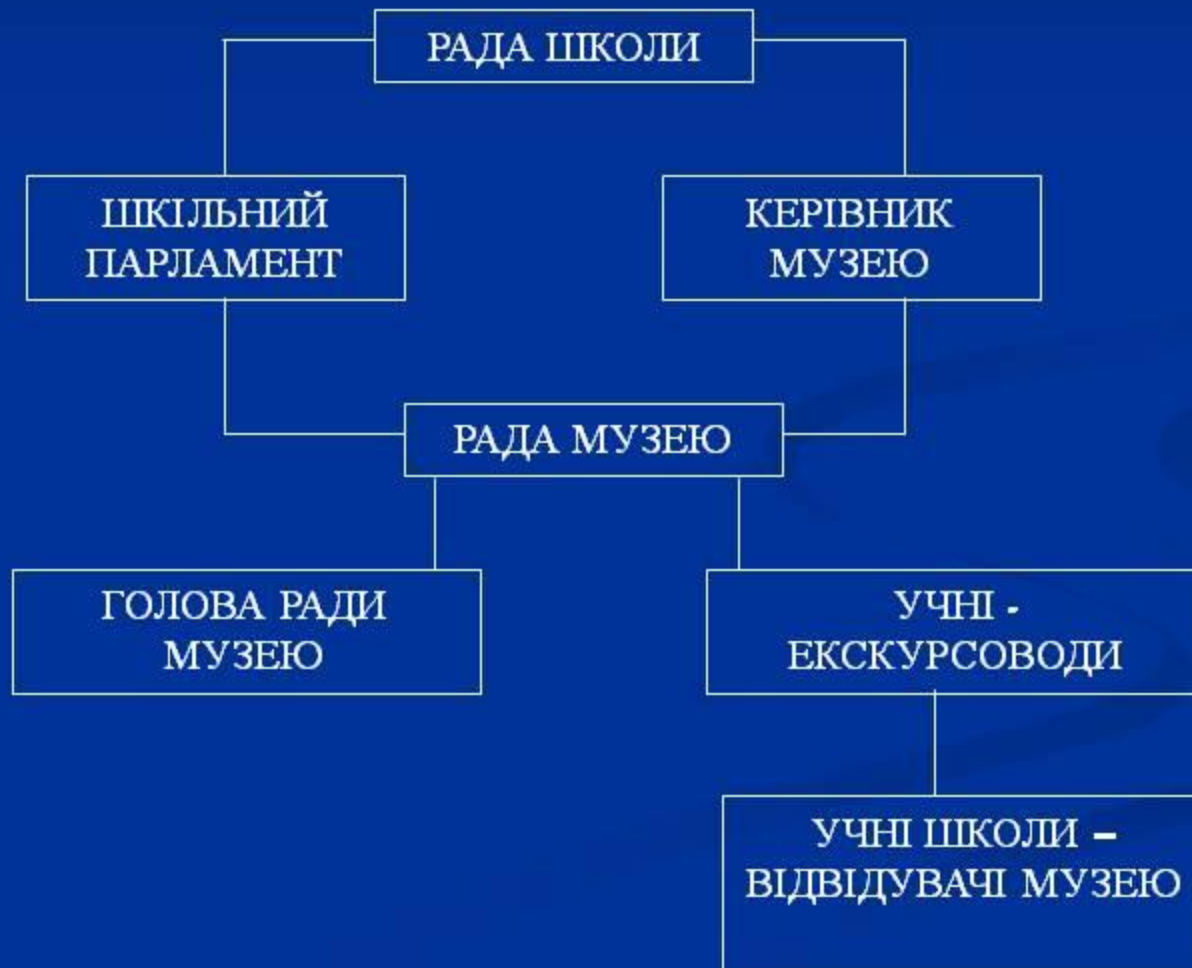 РАДА ШКОЛИ
ШКІЛЬНИЙ
ПАРЛАМЕНТ
КЕРІВНИК
МУЗЕЮ
РАДА МУЗЕЮ
ГОЛОВА РАДИ
МУЗЕЮ
УЧНІ -
ЕКСКУРСОВОДИ
УЧНІ ШКОЛИ –
ВІДВІДУВАЧІ МУЗЕЮ